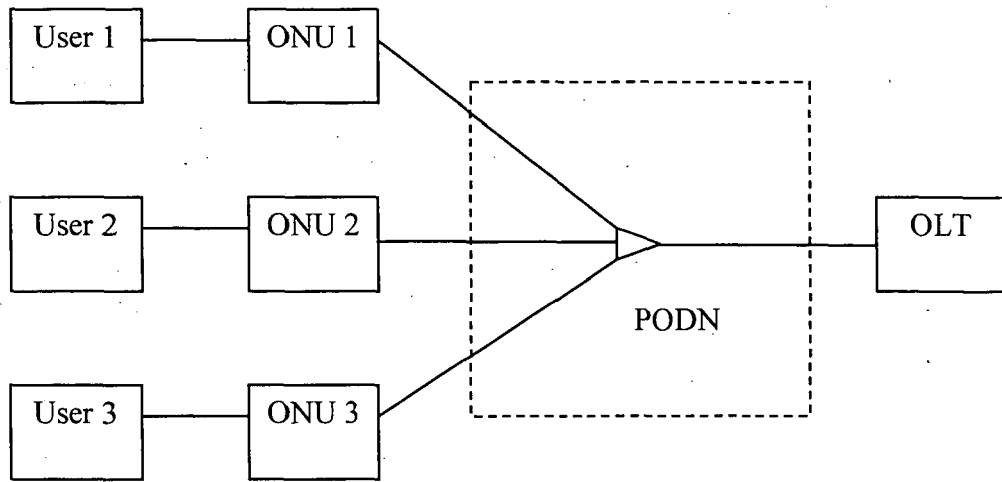 User 1
ONU 1
User 2
ONU 2
OLT
PODN
User 3
ONU 3